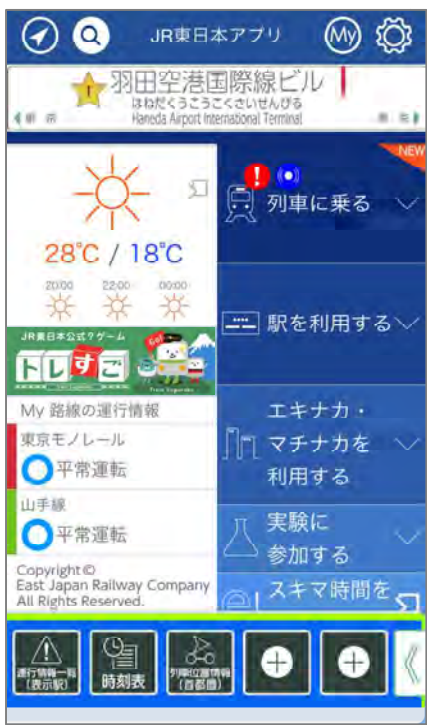 JR東日本アプリ
My
羽田空港国際線ビル
はねだくうこうこくさいせんびる
Haneda Airport International Terminal
NEW
28℃ / 18℃
20:00 22:00 00:00
JR東日本公式?ゲーム
Go!
トレすご
My 路線の運行情報
東京モノレール
平常運転
山手線
平常運転
Copyright©
East Japan Railway Company
All Rights Reserved.
列車に乗る
駅を利用する
エキナカ・
マチナカを
利用する
実験に
参加する
スキマ時間を
運行情報一覧
(表示駅)
時刻表
列車位置情報
(首都圏)